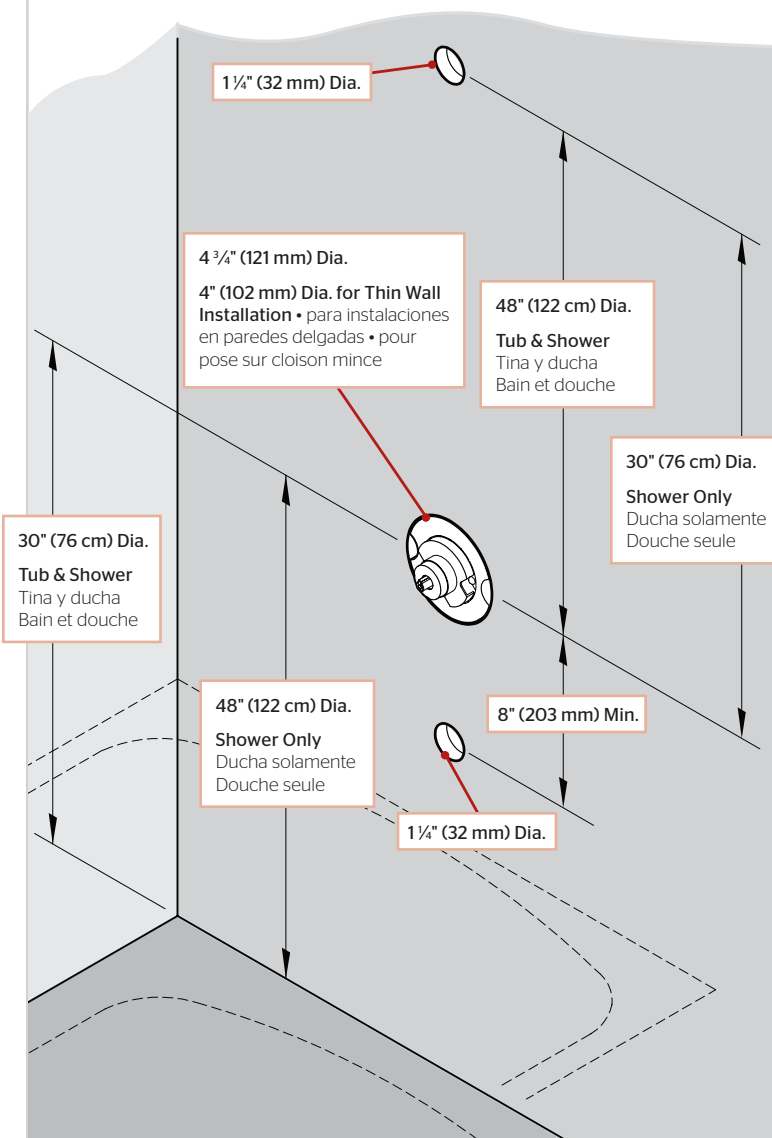 1 ¼" (32 mm) Dia.
4 ¾" (121 mm) Dia.
4" (102 mm) Dia. for Thin Wall
Installation • para instalaciones
en paredes delgadas • pour
pose sur cloison mince
48" (122 cm) Dia.
Tub & Shower
Tina y ducha
Bain et douche
30" (76 cm) Dia.
Shower Only
Ducha solamente
Douche seule
30" (76 cm) Dia.
Tub & Shower
Tina y ducha
Bain et douche
48" (122 cm) Dia.
Shower Only
Ducha solamente
Douche seule
8" (203 mm) Min.
1 ¼" (32 mm) Dia.